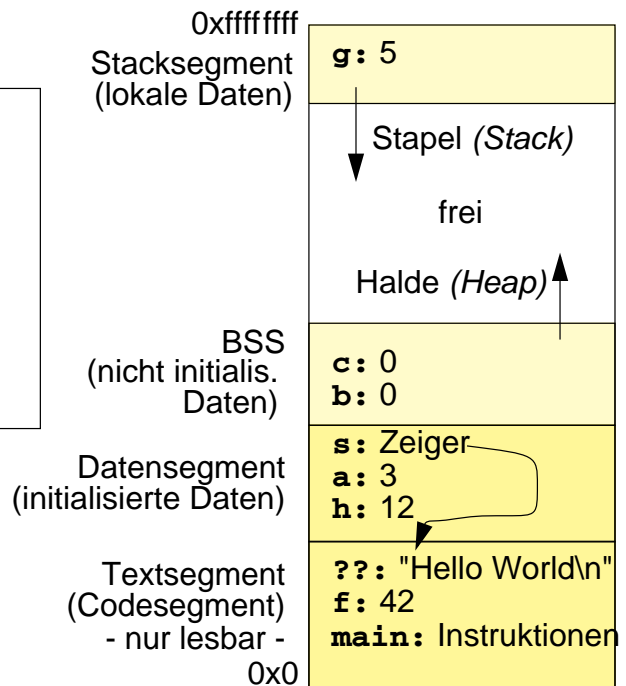 0xffffffff
Stacksegment
(lokale Daten)
g: 5
Stapel (Stack)
frei
Halde (Heap)
BSS
(nicht initialis.
Daten)
c: 0
b: 0
Datensegment
(initialisierte Daten)
s: Zeiger
a: 3
h: 12
Textsegment
(Codesegment)
- nur lesbar -
0x0
??: "Hello World\n"
f: 42
main: Instruktionen